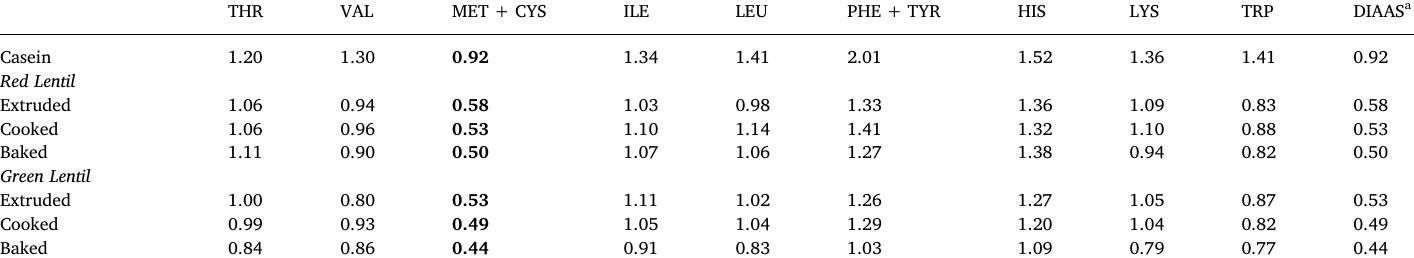 THR VAL MET + CYS ILE LEU PHE + TYR HIS LYS TRP DIAASa
Casein 1.20 1.30 0.92 1.34 1.41 2.01 1.52 1.36 1.41 0.92
Red Lentil
Extruded 1.06 0.94 0.58 1.03 0.98 1.33 1.36 1.09 0.83 0.58
Cooked 1.06 0.96 0.53 1.10 1.14 1.41 1.32 1.10 0.88 0.53
Baked 1.11 0.90 0.50 1.07 1.06 1.27 1.38 0.94 0.82 0.50
Green Lentil
Extruded 1.00 0.80 0.53 1.11 1.02 1.26 1.27 1.05 0.87 0.53
Cooked 0.99 0.93 0.49 1.05 1.04 1.29 1.20 1.04 0.82 0.49
Baked 0.84 0.86 0.44 0.91 0.83 1.03 1.09 0.79 0.77 0.44